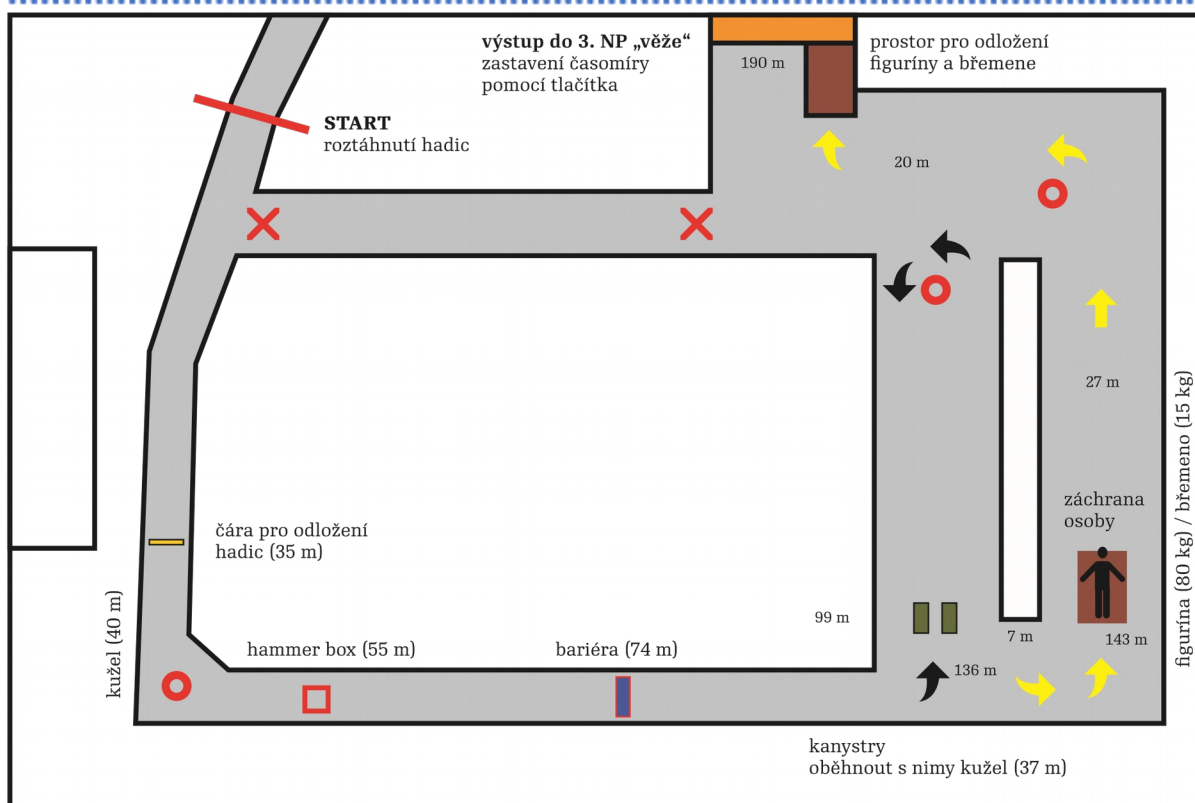 výstup do 3. NP „věže“
zastavení časomíry
pomocí tlačítka
190 m
prostor pro odložení
figuríny a břemene
START
roztáhnutí hadic
20 m
27 m
figurína (80 kg) / břemeno (15 kg)
záchrana
osoby
čára pro odložení
hadic (35 m)
kužel (40 m)
hammer box (55 m)
bariéra (74 m)
99 m
7 m
143 m
136 m
kanystry
oběhnout s nimy kužel (37 m)